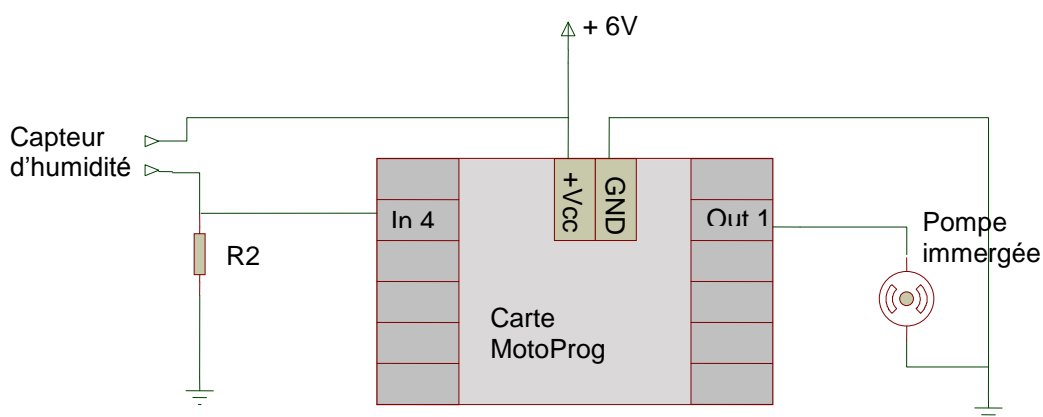 + 6V
Capteur
d'humidité
+Vcc
GND
In 4
Out 1
Pompe
immergée
R2
Carte
MotoProg